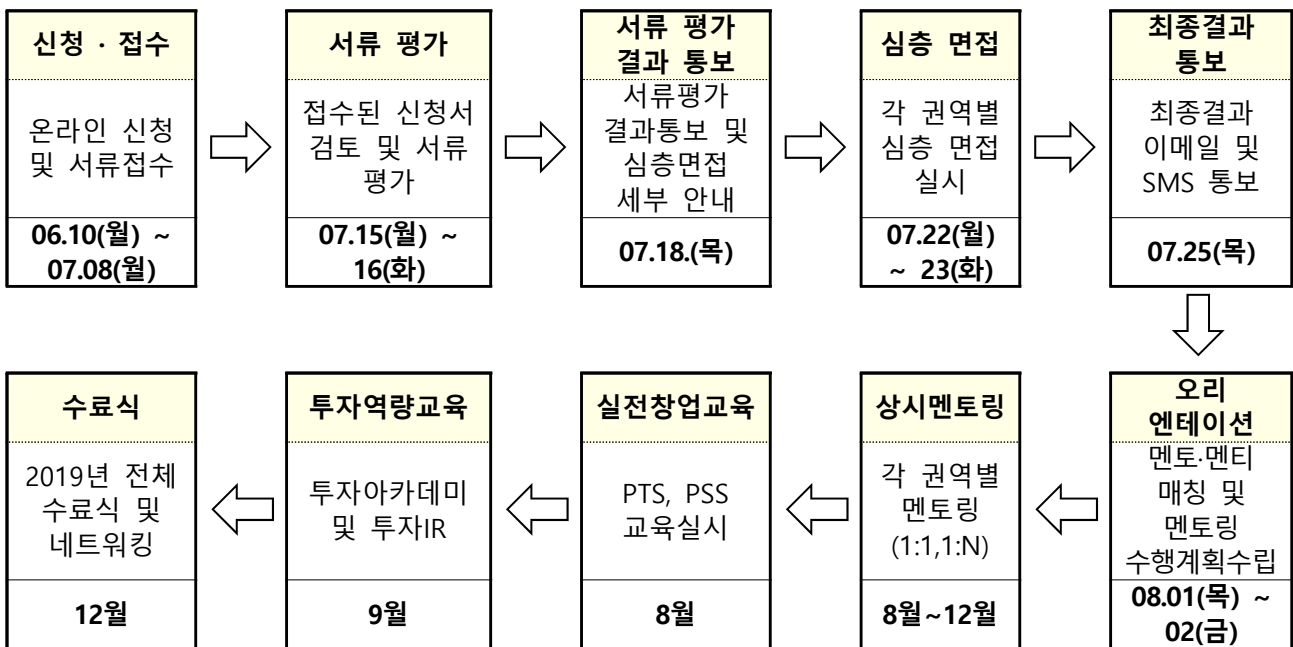 신청 · 접수
온라인 신청
및 서류접수
06.10(월) ~
07.08(월)
서류 평가
접수된 신청서
검토 및 서류
평가
07.15(월) ~
16(화)
서류 평가
결과 통보
서류평가
결과통보 및
심층면접
세부 안내
07.18.(목)
심층 면접
각 권역별
심층 면접
실시
07.22(월)
~ 23(화)
최종결과
통보
최종결과
이메일 및
SMS 통보
07.25(목)
오리
엔테이션
멘토·멘티
매칭 및
멘토링
수행계획수립
08.01(목) ~
02(금)
상시멘토링
각 권역별
멘토링
(1:1,1:N)
8월~12월
실전창업교육
PTS, PSS
교육실시
8월
투자역량교육
투자아카데미
및 투자IR
9월
수료식
2019년 전체
수료식 및
네트워킹
12월